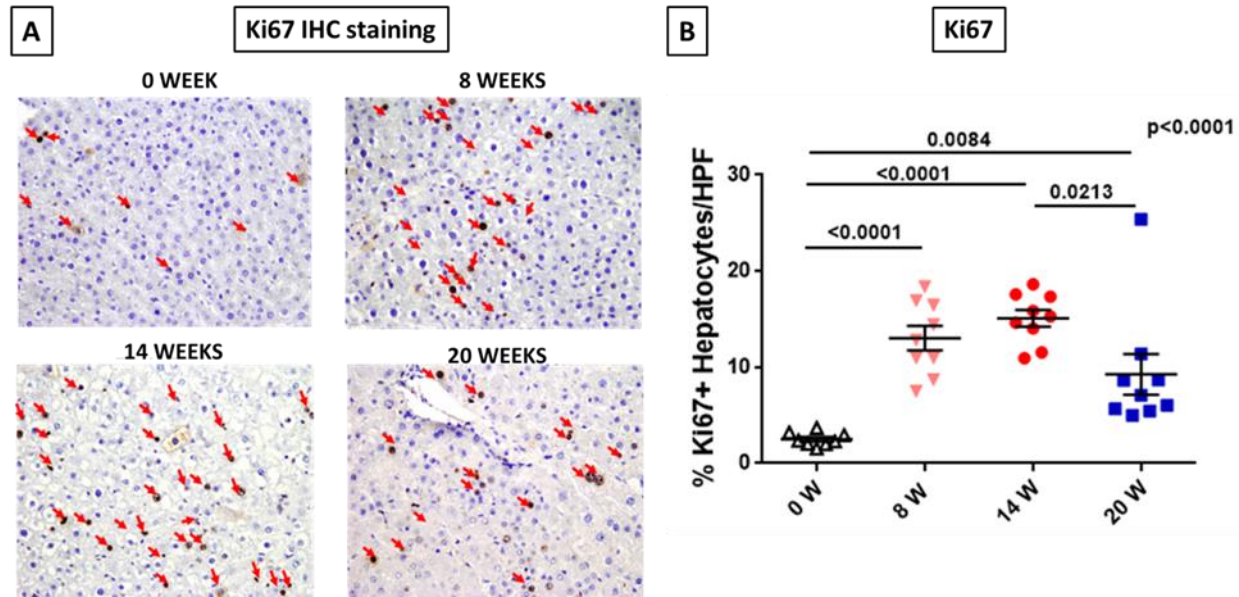 A
Ki67 IHC staining
0 WEEK
8 WEEKS
14 WEEKS
20 WEEKS
B
Ki67
p<0.0001
0.0084
<0.0001
0.0213
<0.0001
% Ki67+ Hepatocytes/HPF
30
20
10
0
0 W
8 W
14 W
20 W